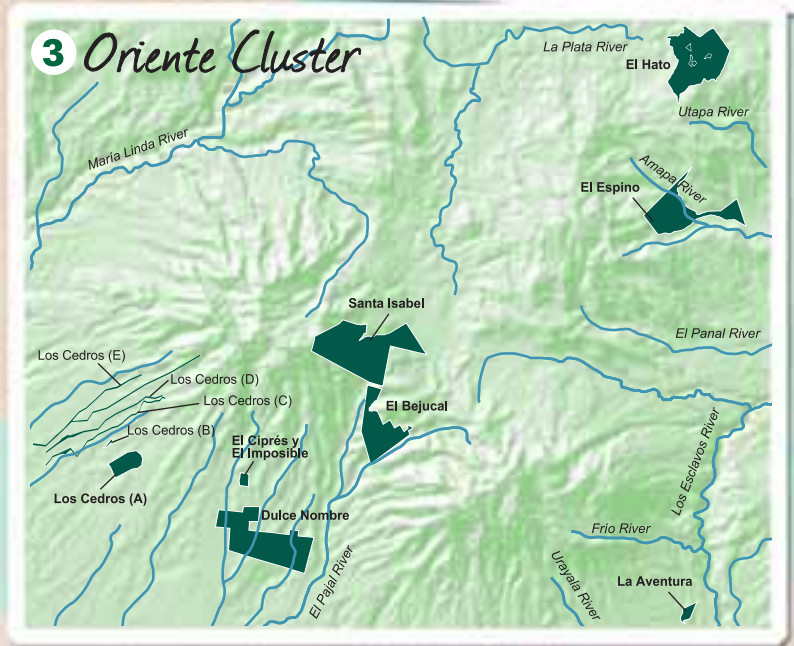 3 Oriente Cluster
La Plata River
El Hato
Utapa River
María Linda River
Amapa River
El Espino
Santa Isabel
El Panal River
Los Cedros (E)
Los Cedros (D)
Los Cedros (C)
El Bejucal
Los Cedros (B)
El Ciprés y
El Imposible
Los Esclavos River
Los Cedros (A)
Dulce Nombre
Frio River
El Pajal River
Urayala River
La Aventura